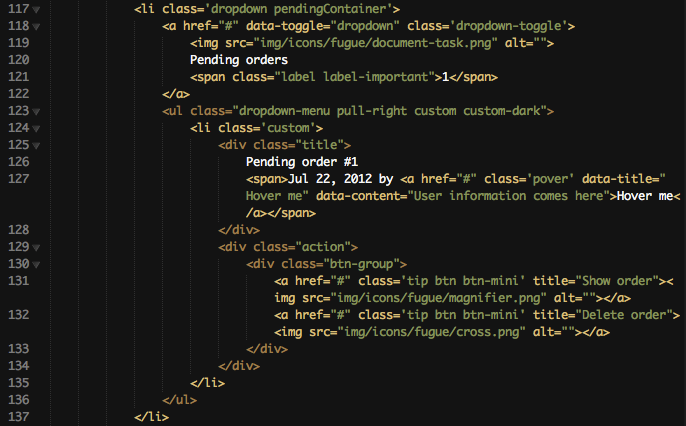 117 <li class='dropdown pendingContainer'>
118 <a href="#" data-toggle="dropdown" class='dropdown-toggle'>
119 <img src="img/icons/fugue/document-task.png" alt="">
120 Pending orders
121 <span class="label label-important">1</span>
122 </a>
123 <ul class="dropdown-menu pull-right custom custom-dark">
124 <li class='custom'>
125 <div class="title">
126 Pending order #1
127 <span>Jul 22, 2012 by <a href="#" class='pover' data-title="
Hover me" data-content="User information comes here">Hover me<
/a></span>
128 </div>
129 <div class="action">
130 <div class="btn-group">
131 <a href="#" class='tip btn btn-mini' title="Show order"><
img src="img/icons/fugue/magnifier.png" alt=""></a>
132 <a href="#" class='tip btn btn-mini' title="Delete order">
<img src="img/icons/fugue/cross.png" alt=""></a>
133 </div>
134 </div>
135 </li>
136 </ul>
137 </li>